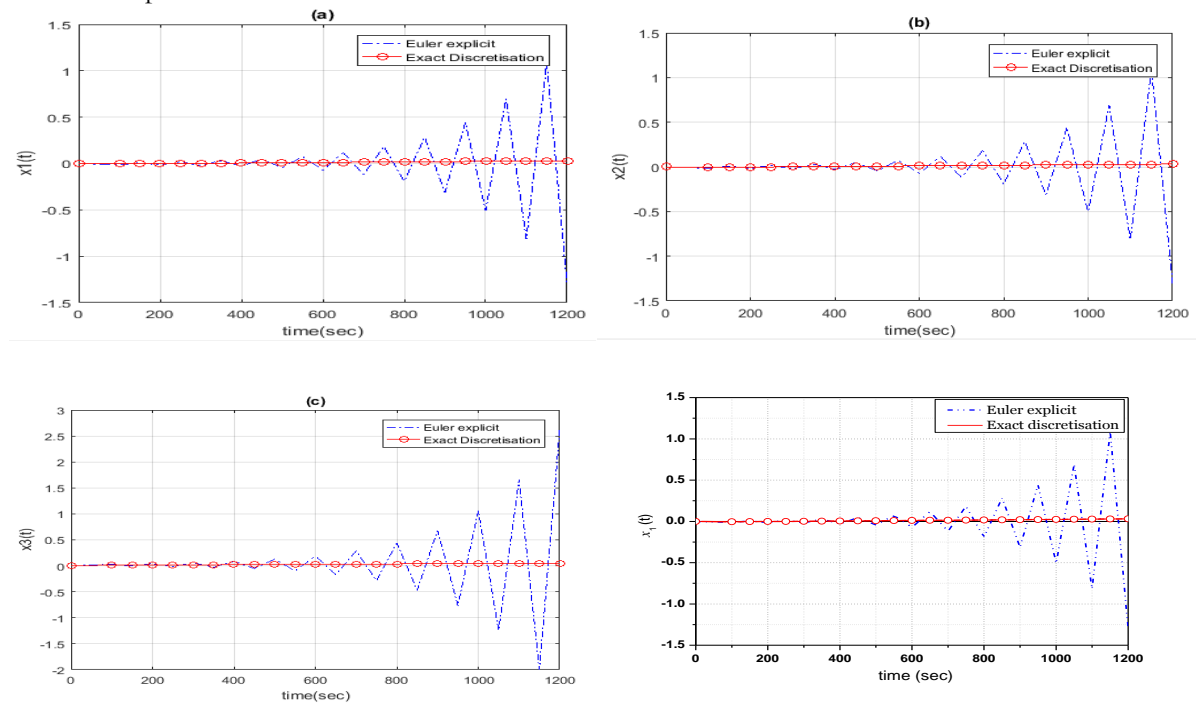 (a)
1.5
1
0.5
0
-0.5
-1
-1.5
x1(t)
Euler explicit
Exact Discretisation
0 200 400 600 800 1000 1200
time(sec)
(b)
1.5
1
0.5
0
-0.5
-1
-1.5
x2(t)
Euler explicit
Exact Discretisation
0 200 400 600 800 1000 1200
time(sec)
(c)
3
2.5
2
1.5
1
0.5
0
-0.5
-1
-1.5
-2
x3(t)
Euler explicit
Exact Discretisation
0 200 400 600 800 1000 1200
time(sec)
1.5
1.0
0.5
0.0
-0.5
-1.0
-1.5
x1(t)
Euler explicit
Exact discretisation
0 200 400 600 800 1000 1200
time (sec)